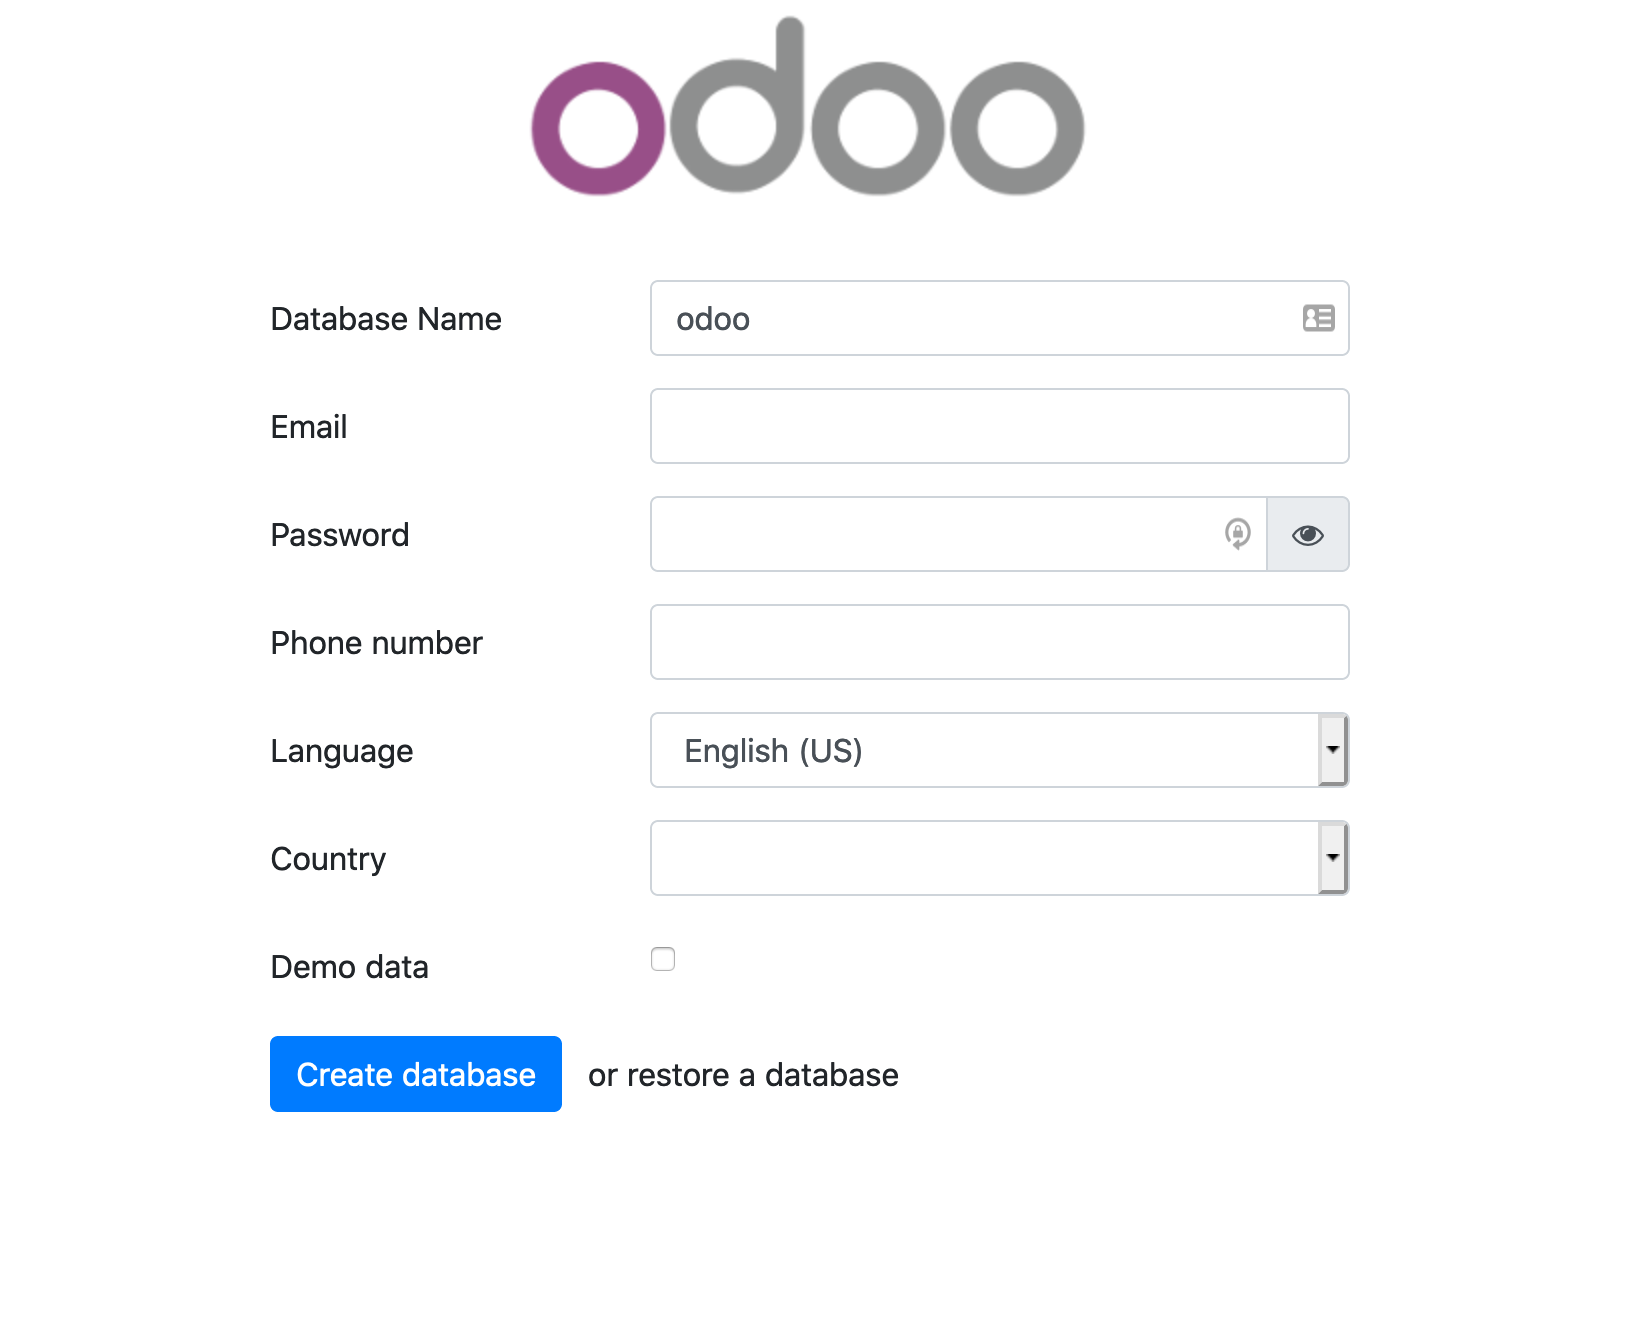 odoo
Database Name
odoo
Email
Password
Phone number
Language
English (US)
Country
Demo data
Create database or restore a database